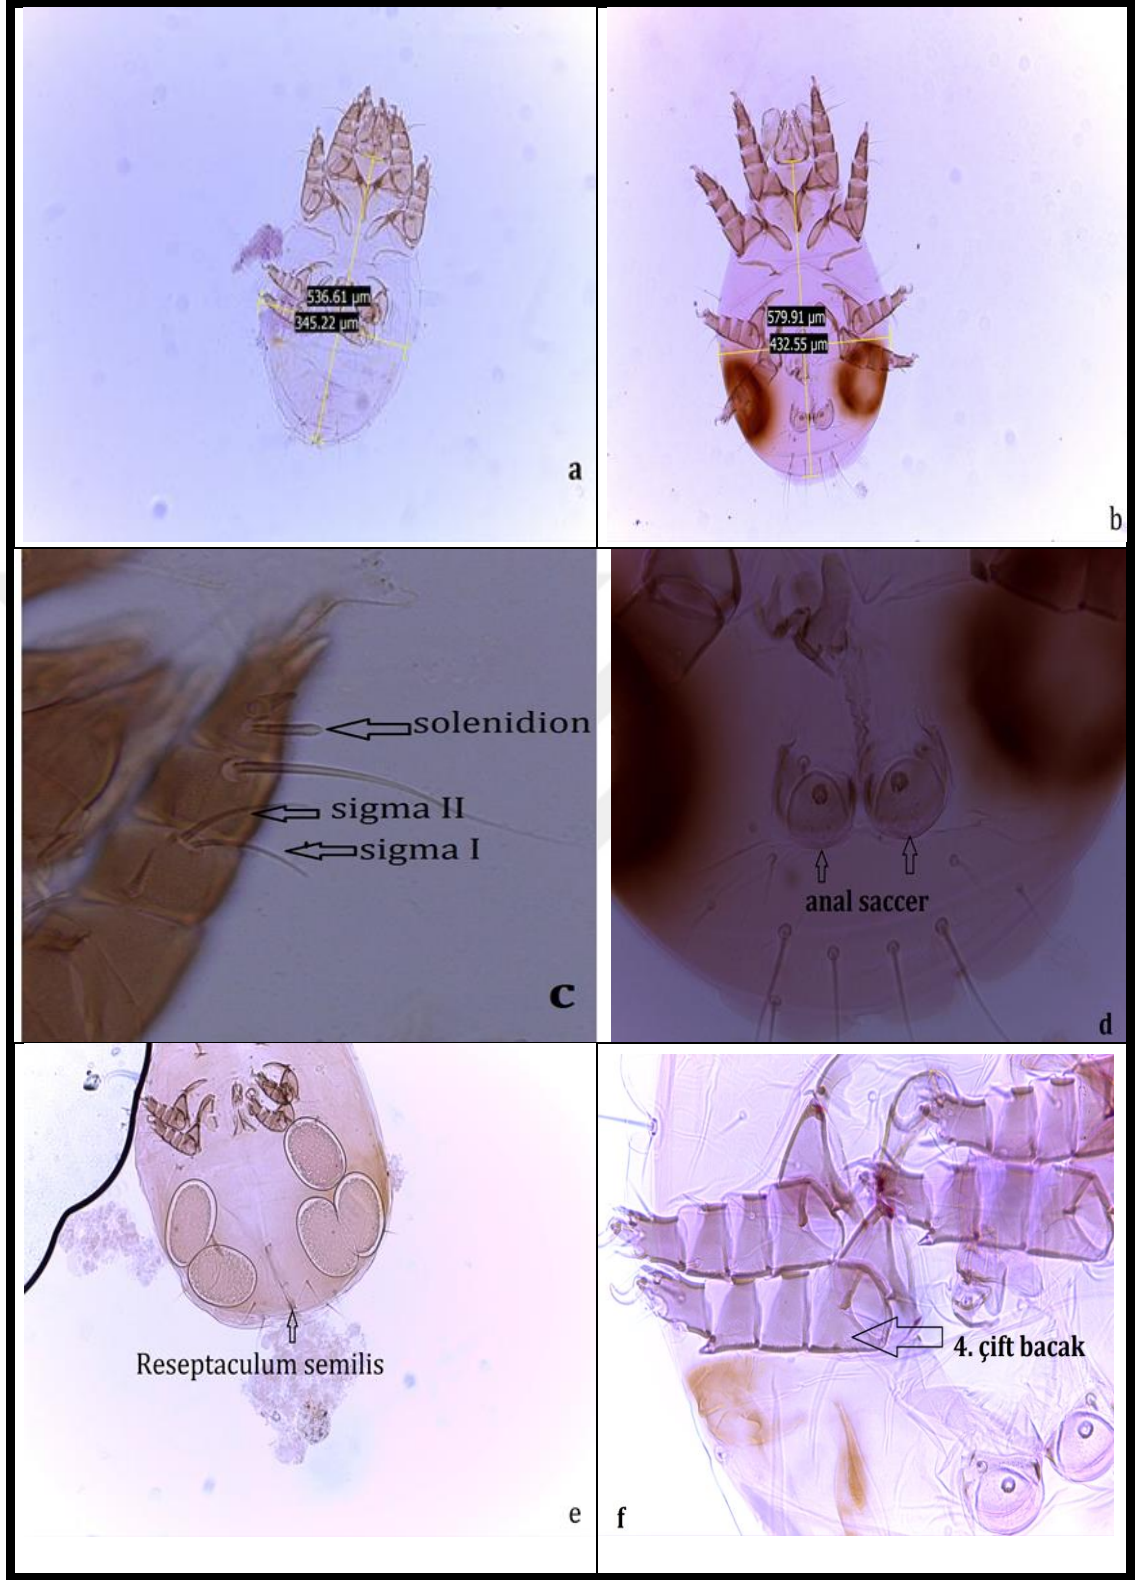 536.61 µm
345.22 µm
a
579.91 µm
432.55 µm
b
solenidion
sigma II
sigma I
c
anal saccer
d
Reseptaculum semilis
e
4. çift bacak
f